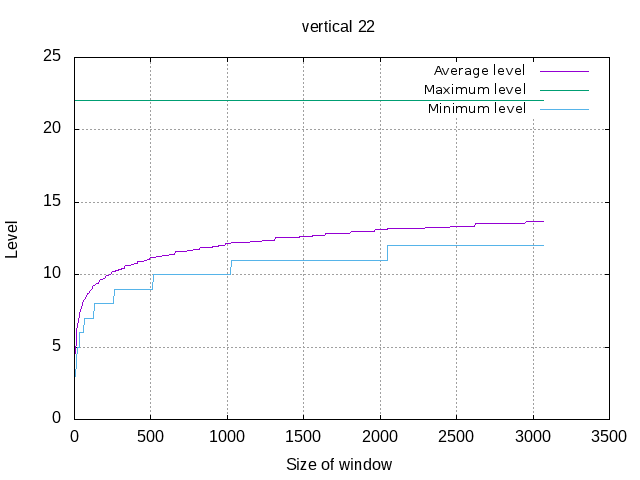 vertical 22
25
20
15
10
5
0
Level
Average level
Maximum level
Minimum level
0 500 1000 1500 2000 2500 3000 3500
Size of window